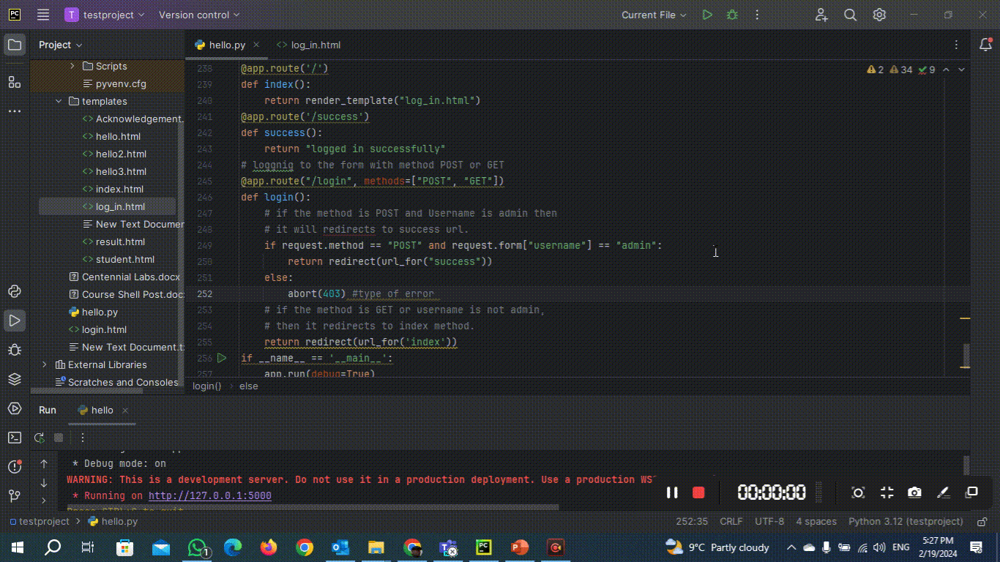 PC T testproject Version control Current File
Project
hello.py
log_in.html
Scripts
pyvenv.cfg
templates
Acknowledgement.
hello.html
hello2.html
hello3.html
index.html
log_in.html
New Text Documer
result.html
student.html
Centennial Labs.docx
Course Shell Post.doc
hello.py
login.html
New Text Document.t
External Libraries
Scratches and Consoles
2 34 9
238 @app.route('/')
239 def index():
240 return render_template("log_in.html")
241 @app.route('/success')
242 def success():
243 return "logged in successfully"
244 # loggnig to the form with method POST or GET
245 @app.route("/login", methods=["POST", "GET"])
246 def login():
247 # if the method is POST and Username is admin then
248 # it will redirects to success url.
249 if request.method == "POST" and request.form["username"] == "admin":
250 return redirect(url_for("success"))
251 else:
252 abort(403) #type of error
253 # if the method is GET or username is not admin,
254 # then it redirects to index method.
255 return redirect(url_for('index'))
256 if __name__ == '__main__':
257 app.run(debug=True)
login() else
Run hello
* Debug mode: on
WARNING: This is a development server. Do not use it in a production deployment. Use a production WS
* Running on http://127.0.0.1:5000
Press CTRL+C to quit
00:00:00
testproject hello.py 252:35 CRLF UTF-8 4 spaces Python 3.12 (testproject)
1 PC 9°C Partly cloudy ENG 5:27 PM
2/19/2024